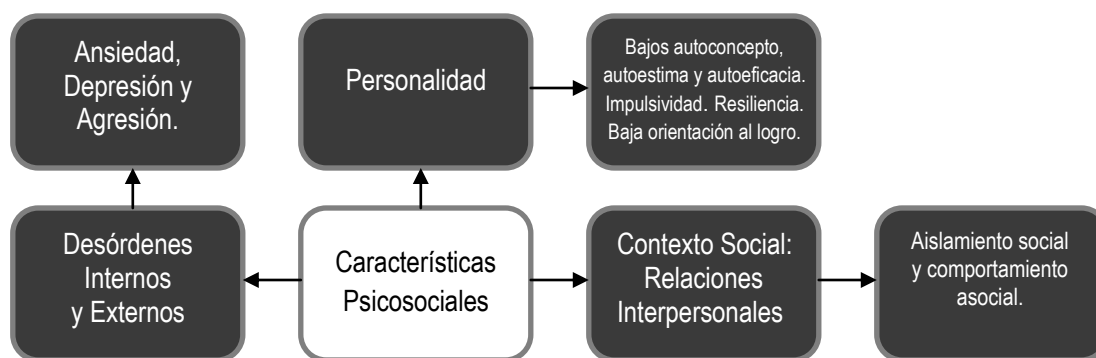 Ansiedad,
Depresión y
Agresión.
Personalidad
Bajos autoconcepto,
autoestima y autoeficacia.
Impulsividad. Resiliencia.
Baja orientación al logro.
Desórdenes
Internos
y Externos
Características
Psicosociales
Contexto Social:
Relaciones
Interpersonales
Aislamiento social
y comportamiento
asocial.